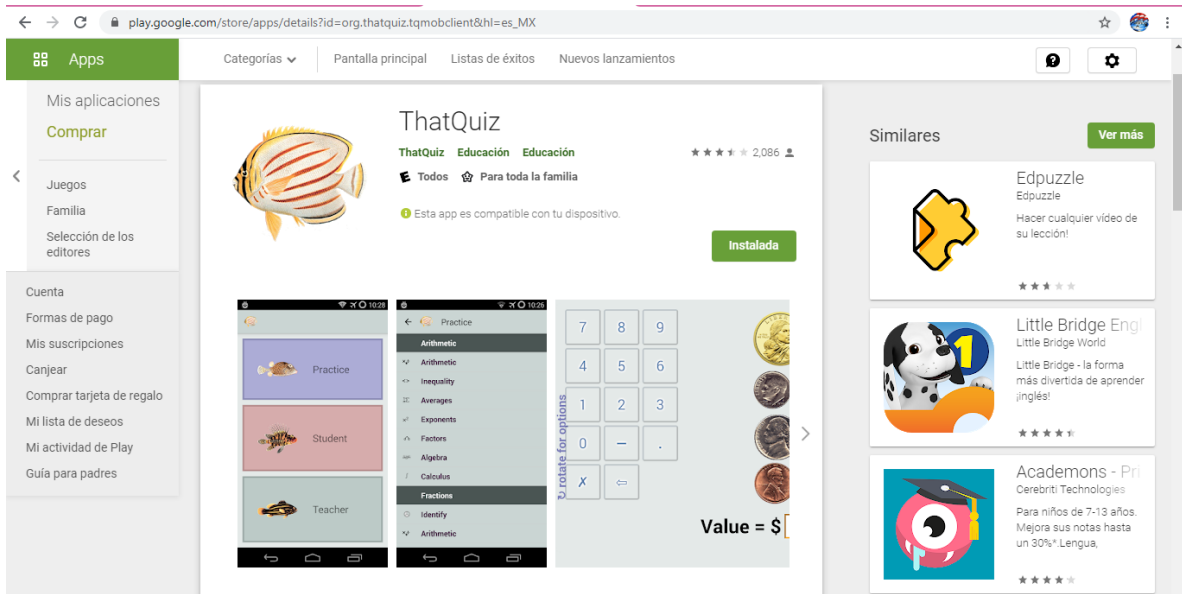 play.google.com/store/apps/details?id=org.thatquiz.tqmobclient&hl=es_MX
Apps
Categorías
Pantalla principal
Listas de éxitos
Nuevos lanzamientos
Mis aplicaciones
Comprar
Juegos
Familia
Selección de los
editores
Cuenta
Formas de pago
Mis suscripciones
Canjear
Comprar tarjeta de regalo
Mi lista de deseos
Mi actividad de Play
Guía para padres
ThatQuiz
ThatQuiz Educación Educación
2,086
E Todos Para toda la familia
Esta app es compatible con tu dispositivo.
Instalada
10:28
Practice
Student
Teacher
10:26
Practice
Arithmetic
Arithmetic
Inequality
Averages
Exponents
Factors
Algebra
Calculus
Fractions
Identify
Arithmetic
7 8 9
4 5 6
1 2 3
0 − .
✗ ⇦
↻ rotate for options
Value = $
Similares
Ver más
Edpuzzle
Edpuzzle
Hacer cualquier vídeo de
su lección!
Little Bridge Engl
Little Bridge World
Little Bridge - la forma
más divertida de aprender
¡inglés!
1
Academons - Pri
Cerebriti Technologies
Para niños de 7-13 años.
Mejora sus notas hasta
un 30%*.Lengua,